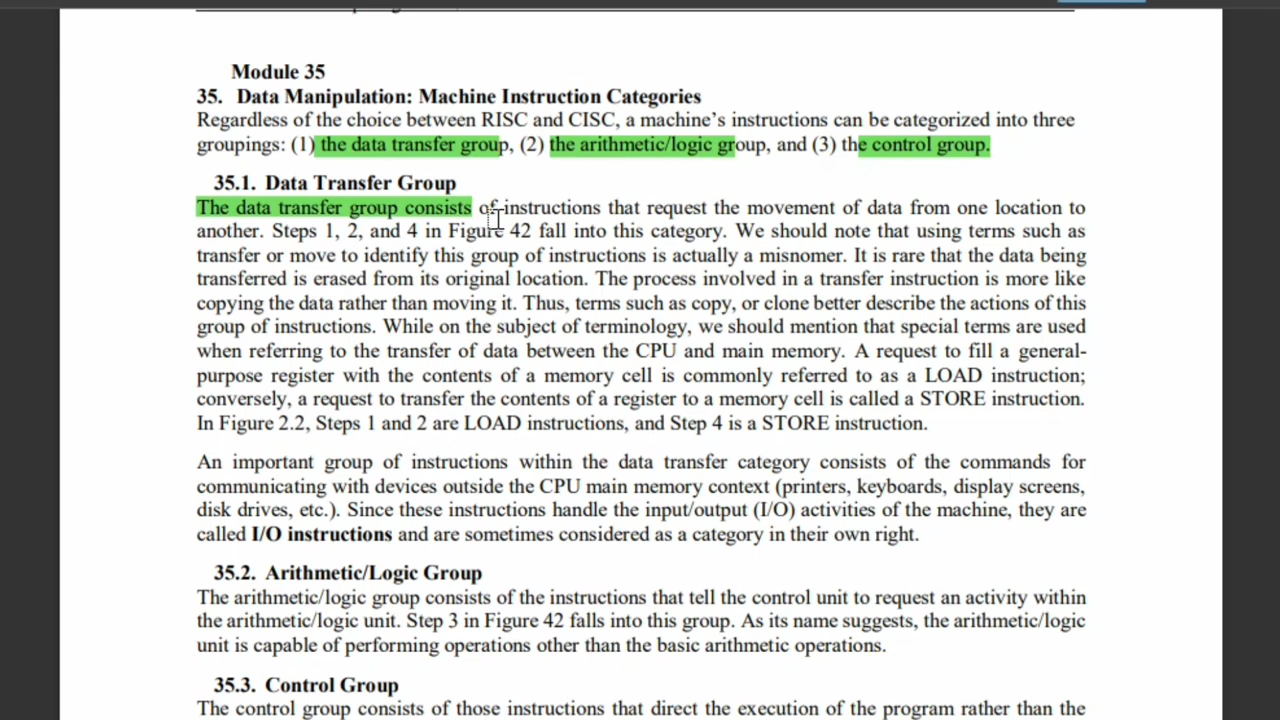 Module 35
35. Data Manipulation: Machine Instruction Categories
Regardless of the choice between RISC and CISC, a machine's instructions can be categorized into three
groupings: (1) the data transfer group, (2) the arithmetic/logic group, and (3) the control group.
35.1. Data Transfer Group
The data transfer group consists of instructions that request the movement of data from one location to
another. Steps 1, 2, and 4 in Figure 42 fall into this category. We should note that using terms such as
transfer or move to identify this group of instructions is actually a misnomer. It is rare that the data being
transferred is erased from its original location. The process involved in a transfer instruction is more like
copying the data rather than moving it. Thus, terms such as copy, or clone better describe the actions of this
group of instructions. While on the subject of terminology, we should mention that special terms are used
when referring to the transfer of data between the CPU and main memory. A request to fill a general-
purpose register with the contents of a memory cell is commonly referred to as a LOAD instruction;
conversely, a request to transfer the contents of a register to a memory cell is called a STORE instruction.
In Figure 2.2, Steps 1 and 2 are LOAD instructions, and Step 4 is a STORE instruction.
An important group of instructions within the data transfer category consists of the commands for
communicating with devices outside the CPU main memory context (printers, keyboards, display screens,
disk drives, etc.). Since these instructions handle the input/output (I/O) activities of the machine, they are
called I/O instructions and are sometimes considered as a category in their own right.
35.2. Arithmetic/Logic Group
The arithmetic/logic group consists of the instructions that tell the control unit to request an activity within
the arithmetic/logic unit. Step 3 in Figure 42 falls into this group. As its name suggests, the arithmetic/logic
unit is capable of performing operations other than the basic arithmetic operations.
35.3. Control Group
The control group consists of those instructions that direct the execution of the program rather than the